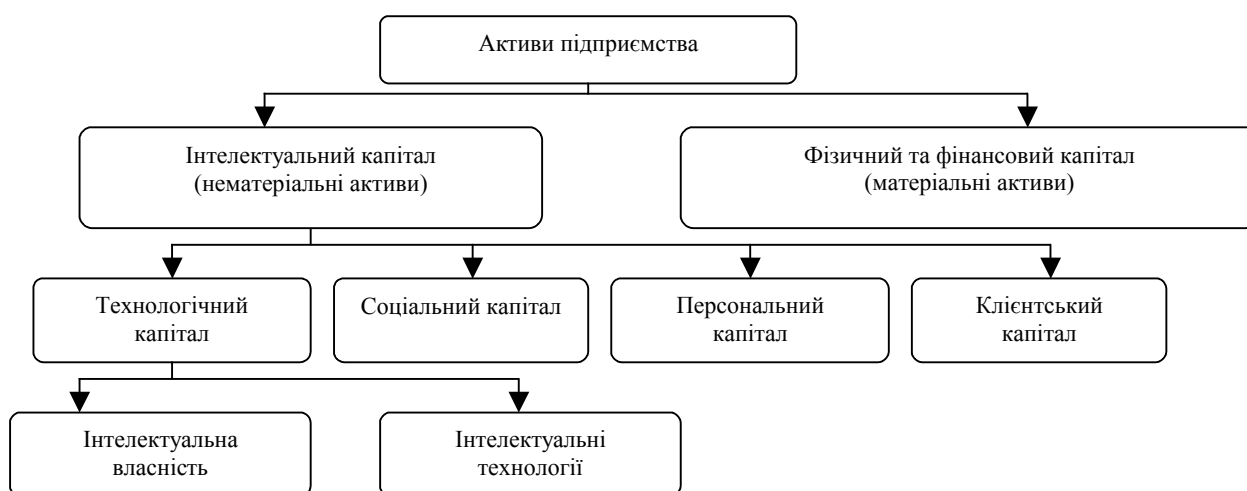 Активи підприємства
Інтелектуальний капітал
(нематеріальні активи)
Фізичний та фінансовий капітал
(матеріальні активи)
Технологічний
капітал
Соціальний капітал
Персональний
капітал
Клієнтський
капітал
Інтелектуальна
власність
Інтелектуальні
технології